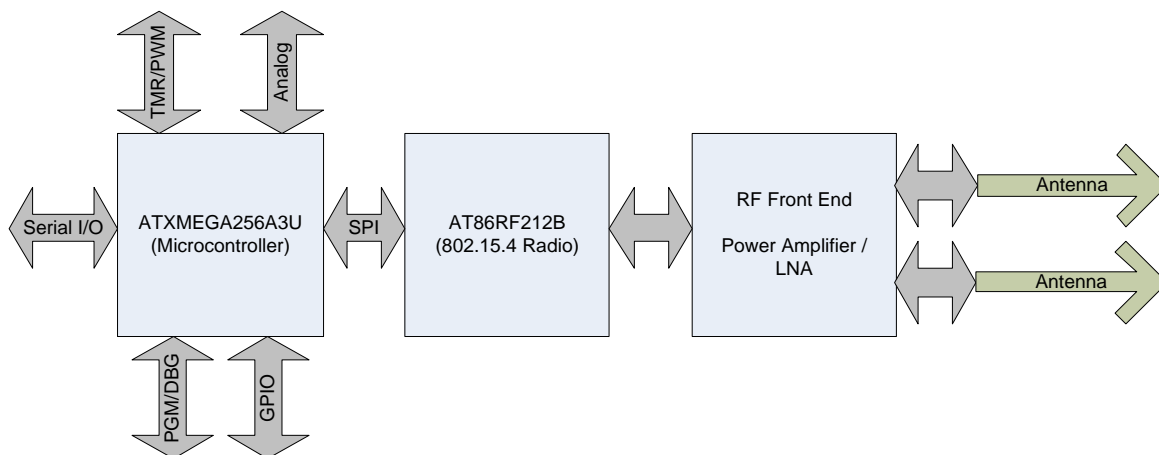 TMR/PWM
Analog
Serial I/O
ATXMEGA256A3U
(Microcontroller)
SPI
AT86RF212B
(802.15.4 Radio)
RF Front End
Power Amplifier /
LNA
Antenna
Antenna
PGM/DBG
GPIO